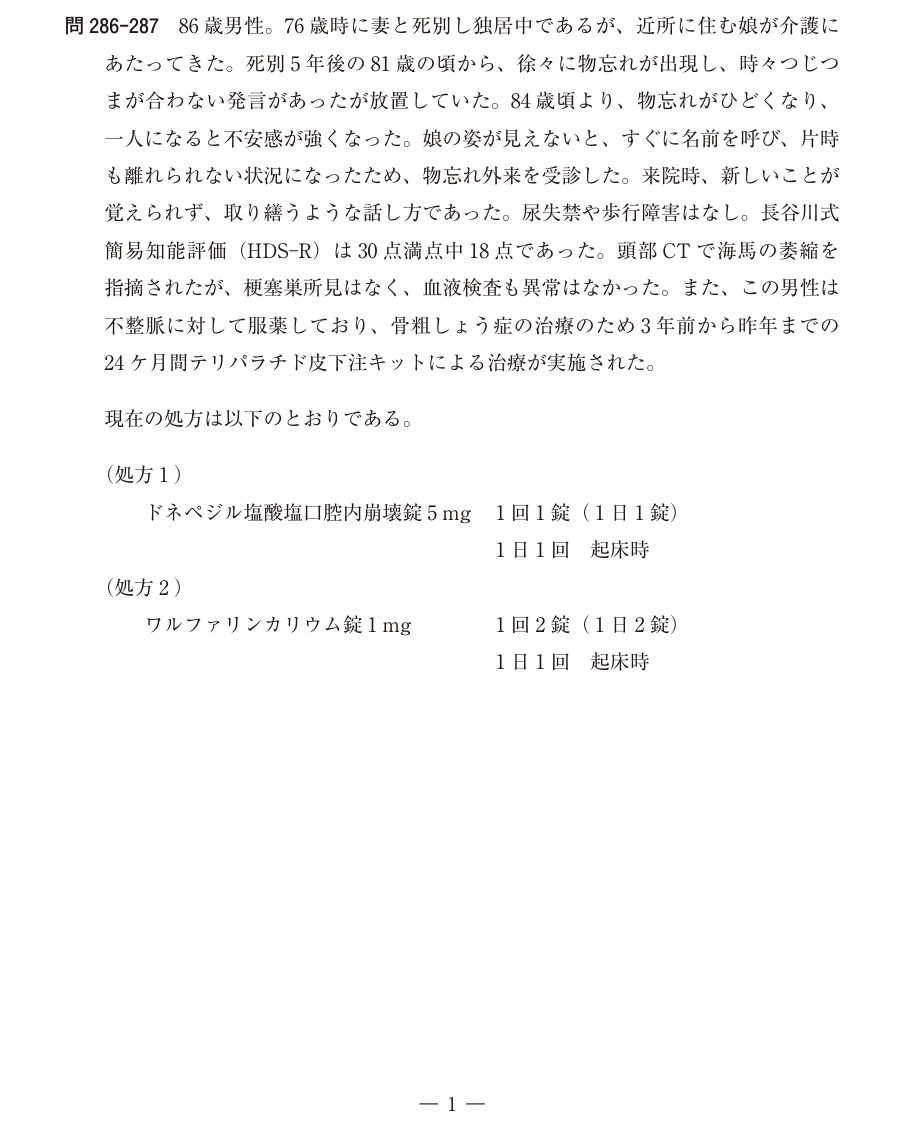 問 286-287 86 歳男性。76 歳時に妻と死別し独居中であるが、近所に住む娘が介護に
あたってきた。死別 5 年後の 81 歳の頃から、徐々に物忘れが出現し、時々つじつ
まが合わない発言があったが放置していた。84 歳頃より、物忘れがひどくなり、
一人になると不安感が強くなった。娘の姿が見えないと、すぐに名前を呼び、片時
も離れられない状況になったため、物忘れ外来を受診した。来院時、新しいことが
覚えられず、取り繕うような話し方であった。尿失禁や歩行障害はなし。長谷川式
簡易知能評価（HDS-R）は 30 点満点中 18 点であった。頭部 CT で海馬の萎縮を
指摘されたが、梗塞巣所見はなく、血液検査も異常はなかった。また、この男性は
不整脈に対して服薬しており、骨粗しょう症の治療のため 3 年前から昨年までの
24 ケ月間テリパラチド皮下注キットによる治療が実施された。
現在の処方は以下のとおりである。
（処方 1 ）
ドネペジル塩酸塩口腔内崩壊錠 5 mg 1 回 1 錠（ 1 日 1 錠）
1 日 1 回 起床時
（処方 2 ）
ワルファリンカリウム錠 1 mg 1 回 2 錠（ 1 日 2 錠）
1 日 1 回 起床時
— 1 —